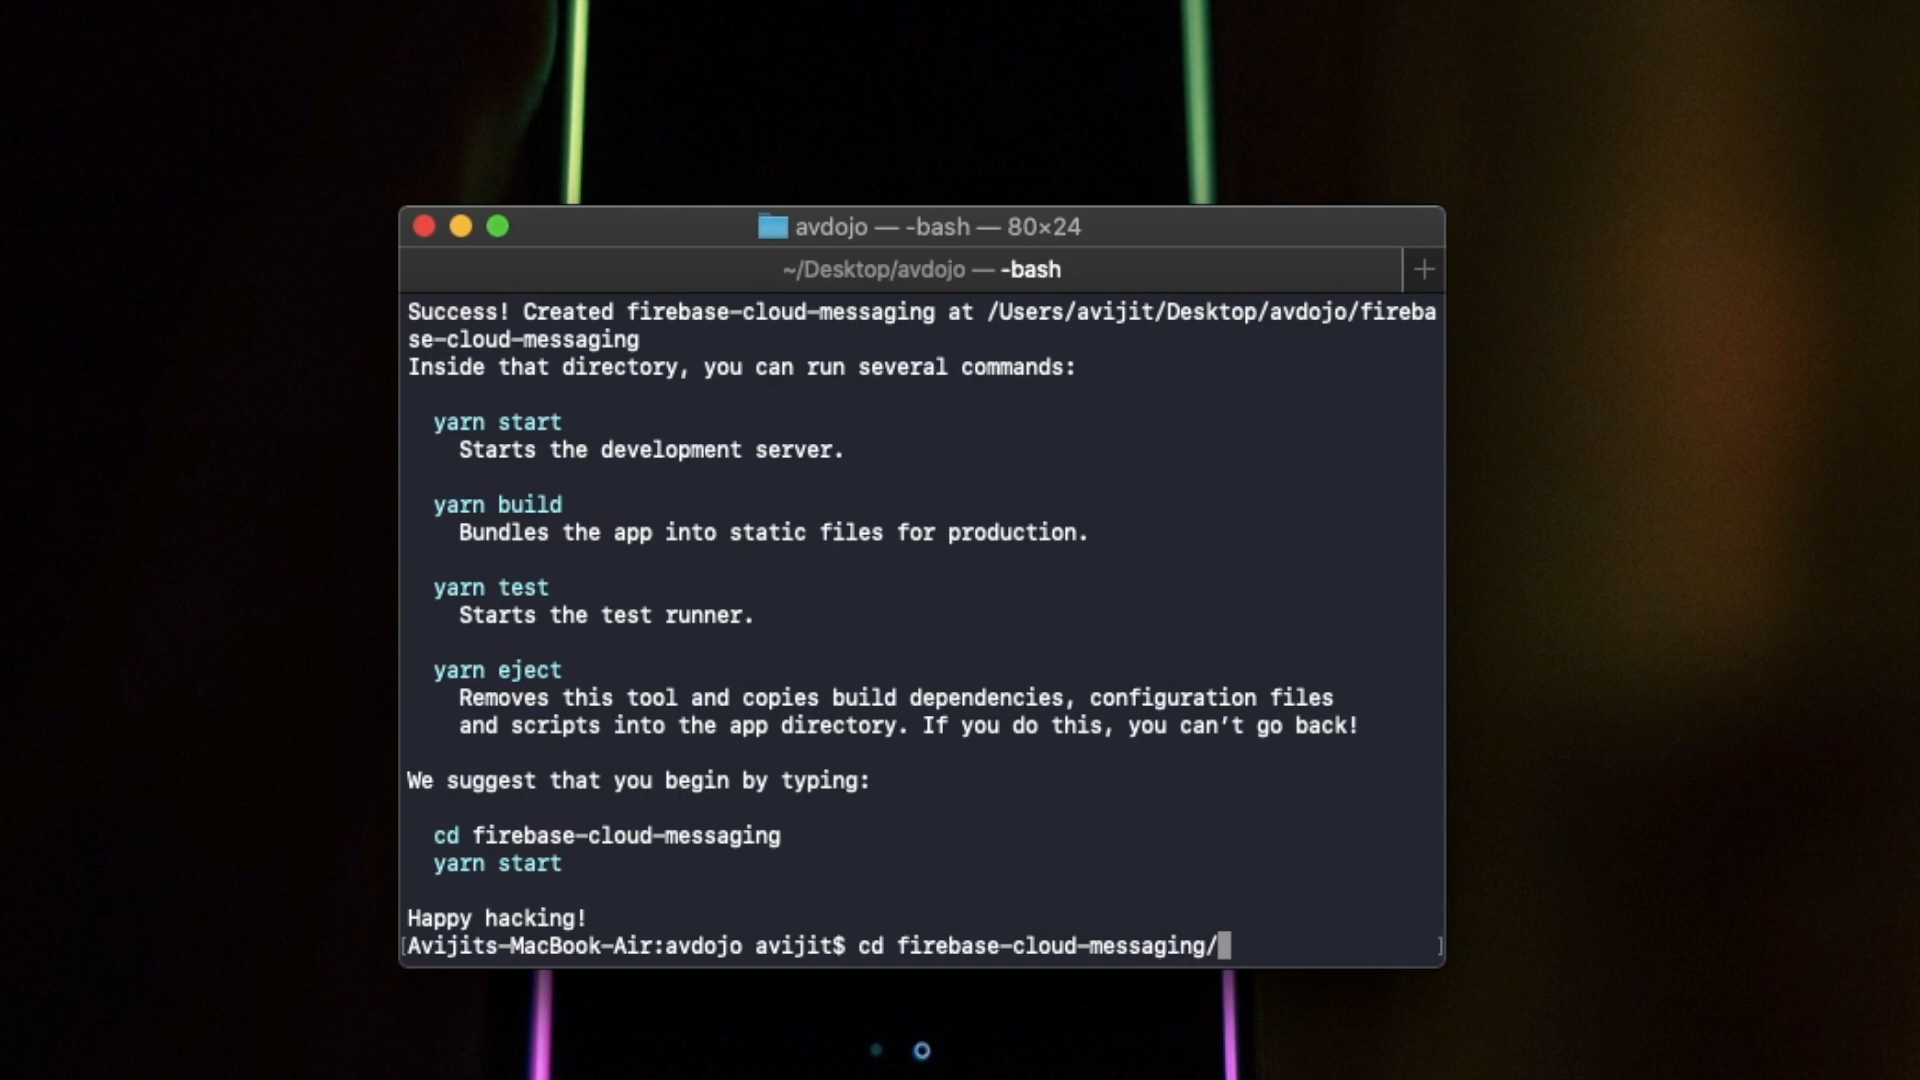 avdojo — -bash — 80×24
~/Desktop/avdojo — -bash
Success! Created firebase-cloud-messaging at /Users/avijit/Desktop/avdojo/fireba
se-cloud-messaging
Inside that directory, you can run several commands:
yarn start
Starts the development server.
yarn build
Bundles the app into static files for production.
yarn test
Starts the test runner.
yarn eject
Removes this tool and copies build dependencies, configuration files
and scripts into the app directory. If you do this, you can’t go back!
We suggest that you begin by typing:
cd firebase-cloud-messaging
yarn start
Happy hacking!
[Avijits-MacBook-Air:avdojo avijit$ cd firebase-cloud-messaging/ ]